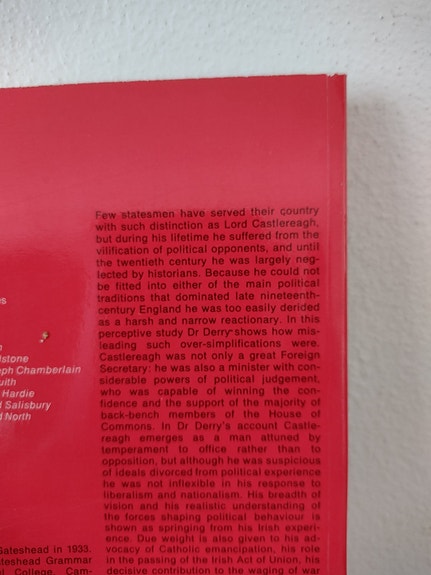 Few statesmen have served their country
with such distinction as Lord Castlereagh,
but during his lifetime he suffered from the
vilification of political opponents, and until
the twentieth century he was largely neg-
lected by historians. Because he could not
be fitted into either of the main political
traditions that dominated late nineteenth-
century England he was too easily derided
as a harsh and narrow reactionary. In this
perceptive study Dr Derry shows how mis-
leading such over-simplifications were.
Castlereagh was not only a great Foreign
Secretary: he was also a minister with con-
siderable powers of political judgement,
who was capable of winning the con-
fidence and the support of the majority of
back-bench members of the House of
Commons. In Dr Derry's account Castle-
reagh emerges as a man attuned by
temperament to office rather than to
opposition, but although he was suspicious
of ideals divorced from political experience
he was not inflexible in his response to
liberalism and nationalism. His breadth of
vision and his realistic understanding of
the forces shaping political behaviour is
shown as springing from his Irish experi-
ence. Due weight is also given to his ad-
vocacy of Catholic emancipation, his role
in the passing of the Irish Act of Union, his
decisive contribution to the waging of war
es
n
dstone
eph Chamberlain
uith
Hardie
d Salisbury
d North
Gateshead in 1933.
teshead Grammar
al College, Cam-